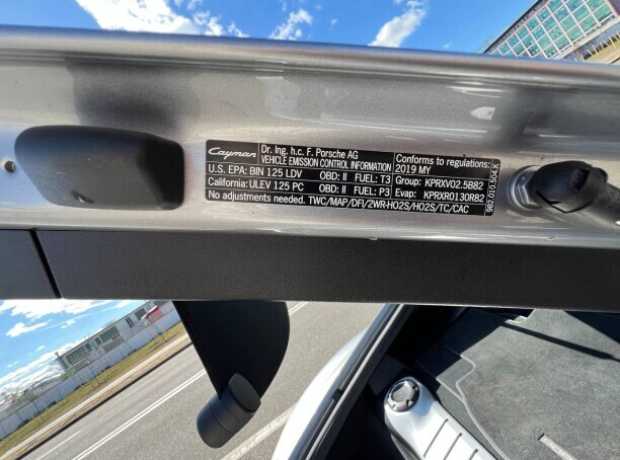 Cayman
Dr. Ing. h.c. F. Porsche AG
VEHICLE EMISSION CONTROL INFORMATION
Conforms to regulations:
2019 MY
U.S. EPA: BIN 125 LDV OBD: II FUEL: T3
Group: KPRXV02.5B82
California: ULEV 125 PC OBD: II FUEL: P3
Evap: KPRXR0130R82
No adjustments needed. TWC/MAP/DFI/2WR-HO2S/HO2S/TC/CAC